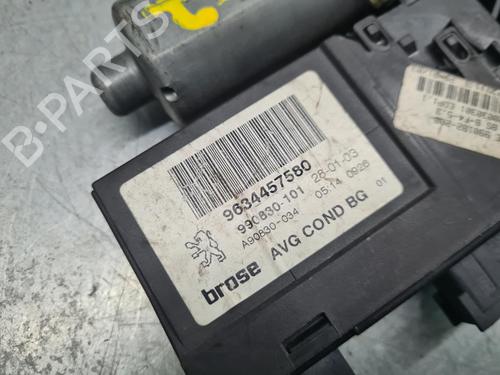 9634457580
990830-101 28-01-03
A90830-034 05:14 0926
brose AVG COND BG 01
B-PARTS